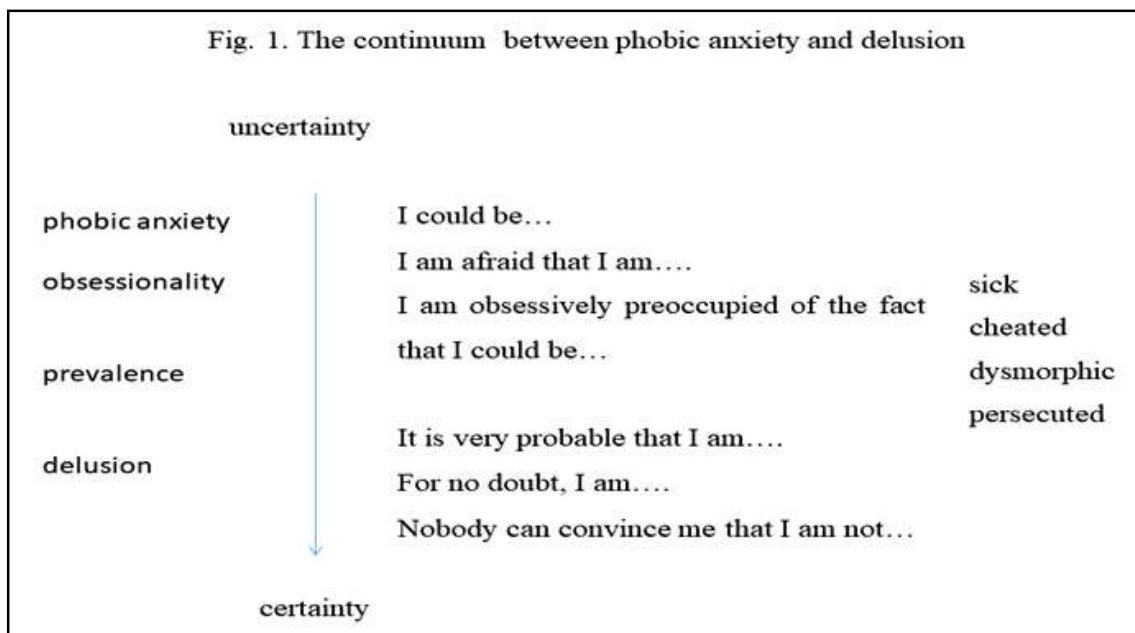 Fig. 1. The continuum between phobic anxiety and delusion
uncertainty
phobic anxiety
obsessionality
prevalence
delusion
I could be…
I am afraid that I am….
I am obsessively preoccupied of the fact
that I could be…
It is very probable that I am….
For no doubt, I am….
Nobody can convince me that I am not…
sick
cheated
dysmorphic
persecuted
certainty